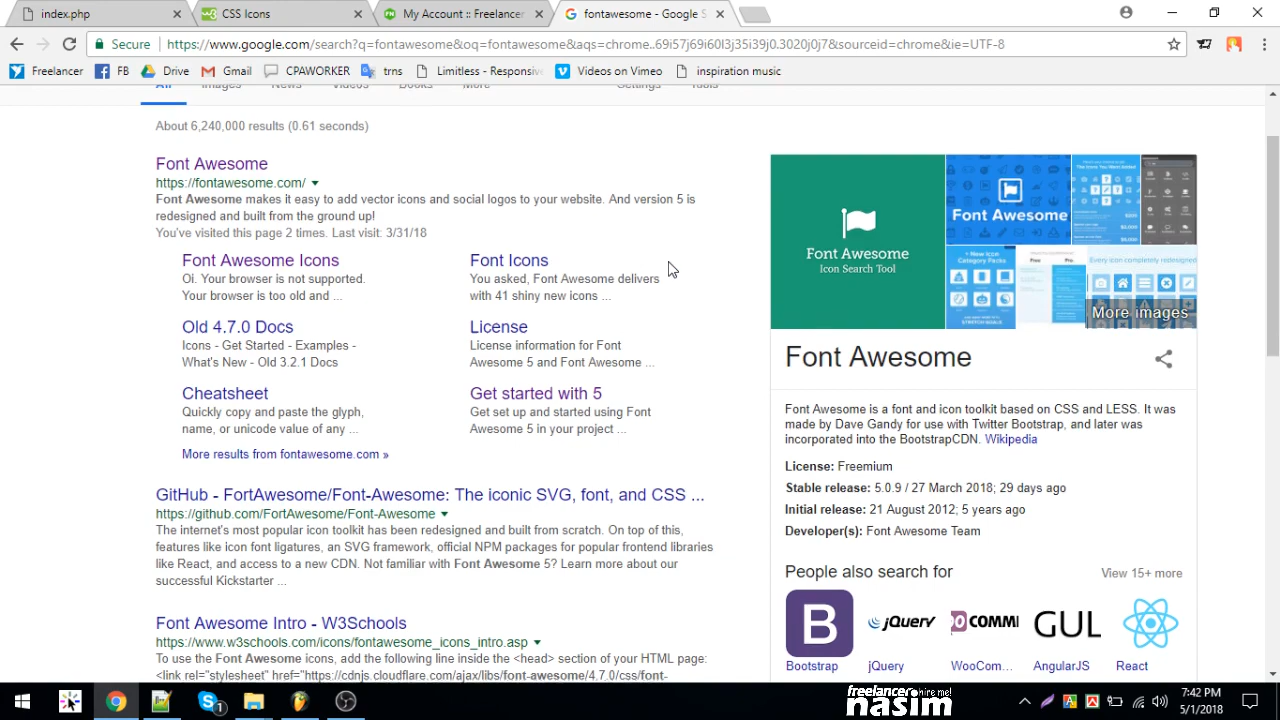 index.php
CSS Icons
My Account :: Freelancer
fontawesome - Google S
Secure
https://www.google.com/search?q=fontawesome&oq=fontawesome&aqs=chrome..69i57j69i60l3j35i39j0.3020j0j7&sourceid=chrome&ie=UTF-8
Freelancer
FB
Drive
Gmail
CPAWORKER
trns
Limitless - Responsiv
Videos on Vimeo
inspiration music
All
Images
News
Videos
Books
More
Settings
Tools
About 6,240,000 results (0.61 seconds)
Font Awesome
https://fontawesome.com/
Font Awesome makes it easy to add vector icons and social logos to your website. And version 5 is
redesigned and built from the ground up!
You've visited this page 2 times. Last visit: 3/31/18
Font Awesome Icons
Oi. Your browser is not supported.
Your browser is too old and ...
Font Icons
You asked, Font Awesome delivers
with 41 shiny new icons ...
Old 4.7.0 Docs
Icons - Get Started - Examples -
What's New - Old 3.2.1 Docs
License
License information for Font
Awesome 5 and Font Awesome ...
Cheatsheet
Quickly copy and paste the glyph,
name, or unicode value of any ...
Get started with 5
Get set up and started using Font
Awesome 5 in your project ...
More results from fontawesome.com »
GitHub - FortAwesome/Font-Awesome: The iconic SVG, font, and CSS ...
https://github.com/FortAwesome/Font-Awesome
The internet's most popular icon toolkit has been redesigned and built from scratch. On top of this,
features like icon font ligatures, an SVG framework, official NPM packages for popular frontend libraries
like React, and access to a new CDN. Not familiar with Font Awesome 5? Learn more about our
successful Kickstarter ...
Font Awesome Intro - W3Schools
https://www.w3schools.com/icons/fontawesome_icons_intro.asp
To use the Font Awesome icons, add the following line inside the <head> section of your HTML page:
<link rel="stylesheet" href="https://cdnjs.cloudflare.com/ajax/libs/font-awesome/4.7.0/css/font-
Font Awesome
Icon Search Tool
Font Awesome
+ New Icon
Category Packs
Every icon completely redesigned
More images
Font Awesome
Font Awesome is a font and icon toolkit based on CSS and LESS. It was
made by Dave Gandy for use with Twitter Bootstrap, and later was
incorporated into the BootstrapCDN. Wikipedia
License: Freemium
Stable release: 5.0.9 / 27 March 2018; 29 days ago
Initial release: 21 August 2012; 5 years ago
Developer(s): Font Awesome Team
People also search for
View 15+ more
B
jQuery
COMM
GUL
Bootstrap
jQuery
WooCom...
AngularJS
React
freelancer
hire me!
nasim
7:42 PM
5/1/2018